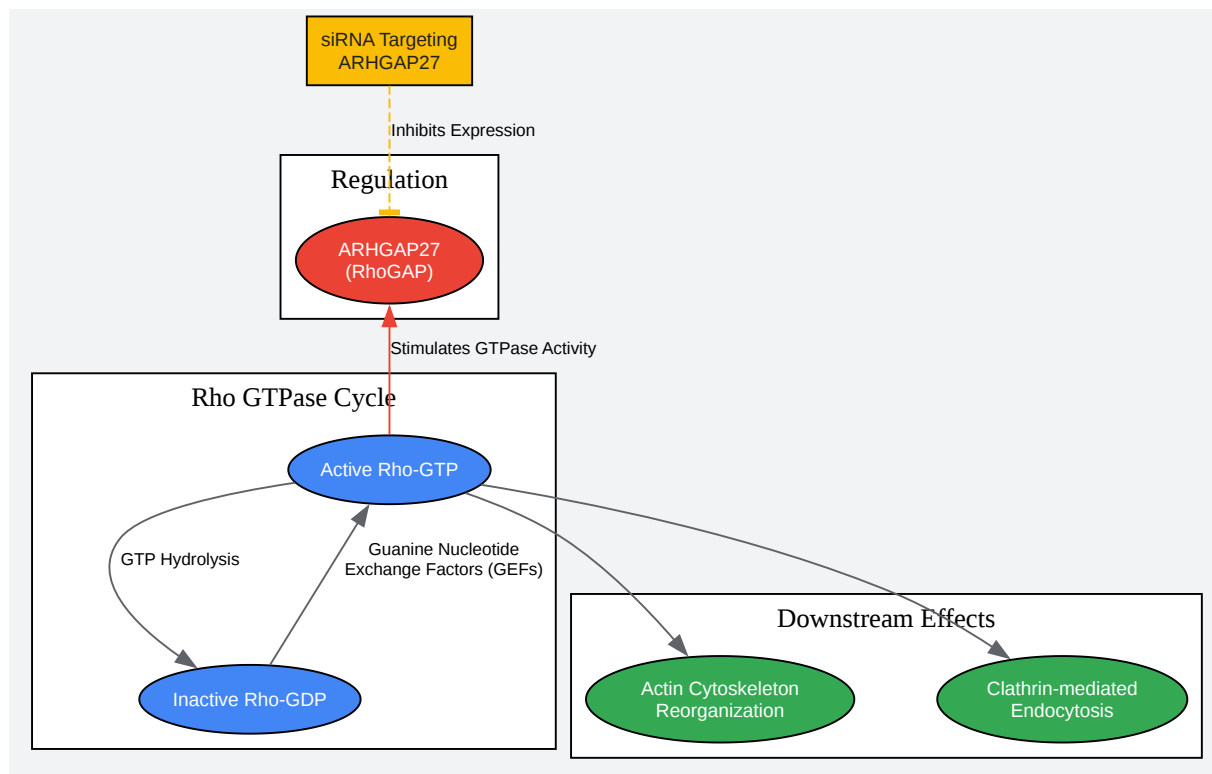 siRNA Targeting
ARHGAP27
Inhibits Expression
Regulation
ARHGAP27
(RhoGAP)
Stimulates GTPase Activity
Rho GTPase Cycle
Active Rho-GTP
GTP Hydrolysis
Guanine Nucleotide
Exchange Factors (GEFs)
Inactive Rho-GDP
Downstream Effects
Actin Cytoskeleton
Reorganization
Clathrin-mediated
Endocytosis